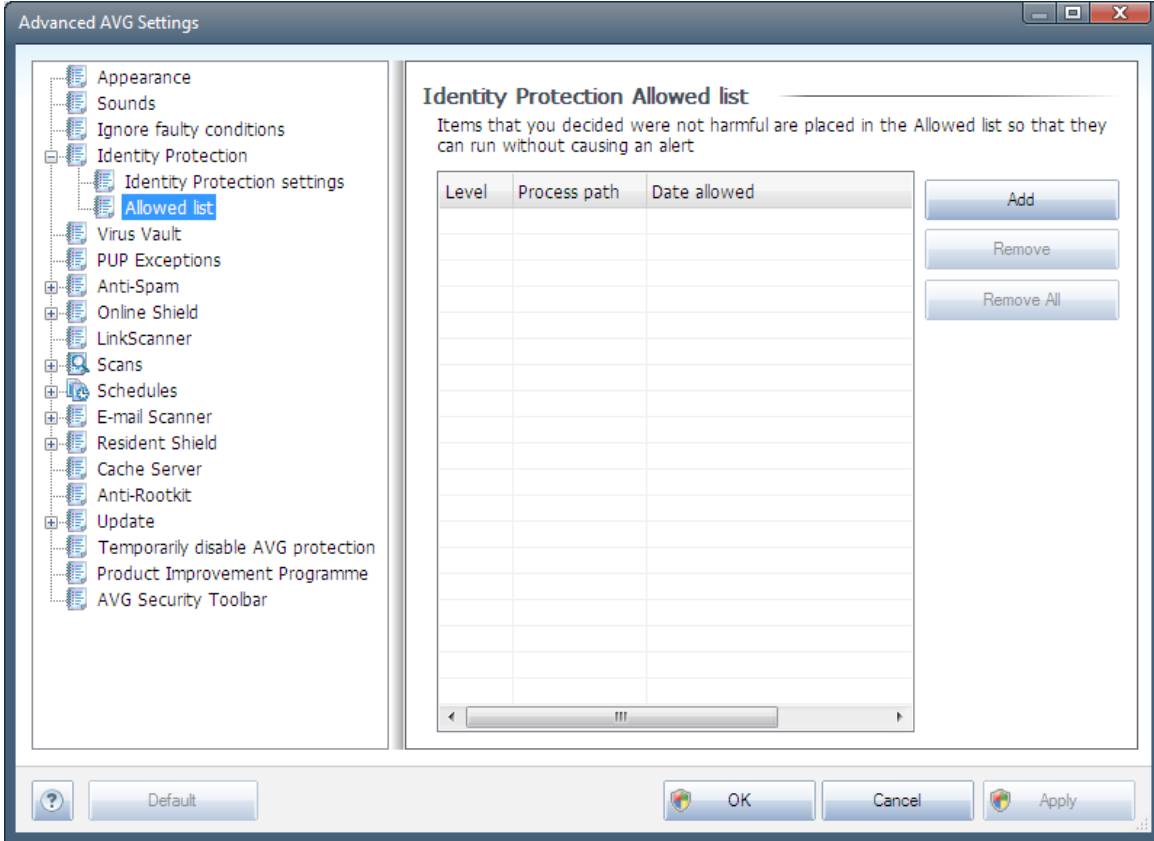 Advanced AVG Settings
Appearance
Sounds
Ignore faulty conditions
Identity Protection
Identity Protection settings
Allowed list
Virus Vault
PUP Exceptions
Anti-Spam
Online Shield
LinkScanner
Scans
Schedules
E-mail Scanner
Resident Shield
Cache Server
Anti-Rootkit
Update
Temporarily disable AVG protection
Product Improvement Programme
AVG Security Toolbar
Identity Protection Allowed list
Items that you decided were not harmful are placed in the Allowed list so that they
can run without causing an alert
Level Process path Date allowed
Add
Remove
Remove All
? Default OK Cancel Apply